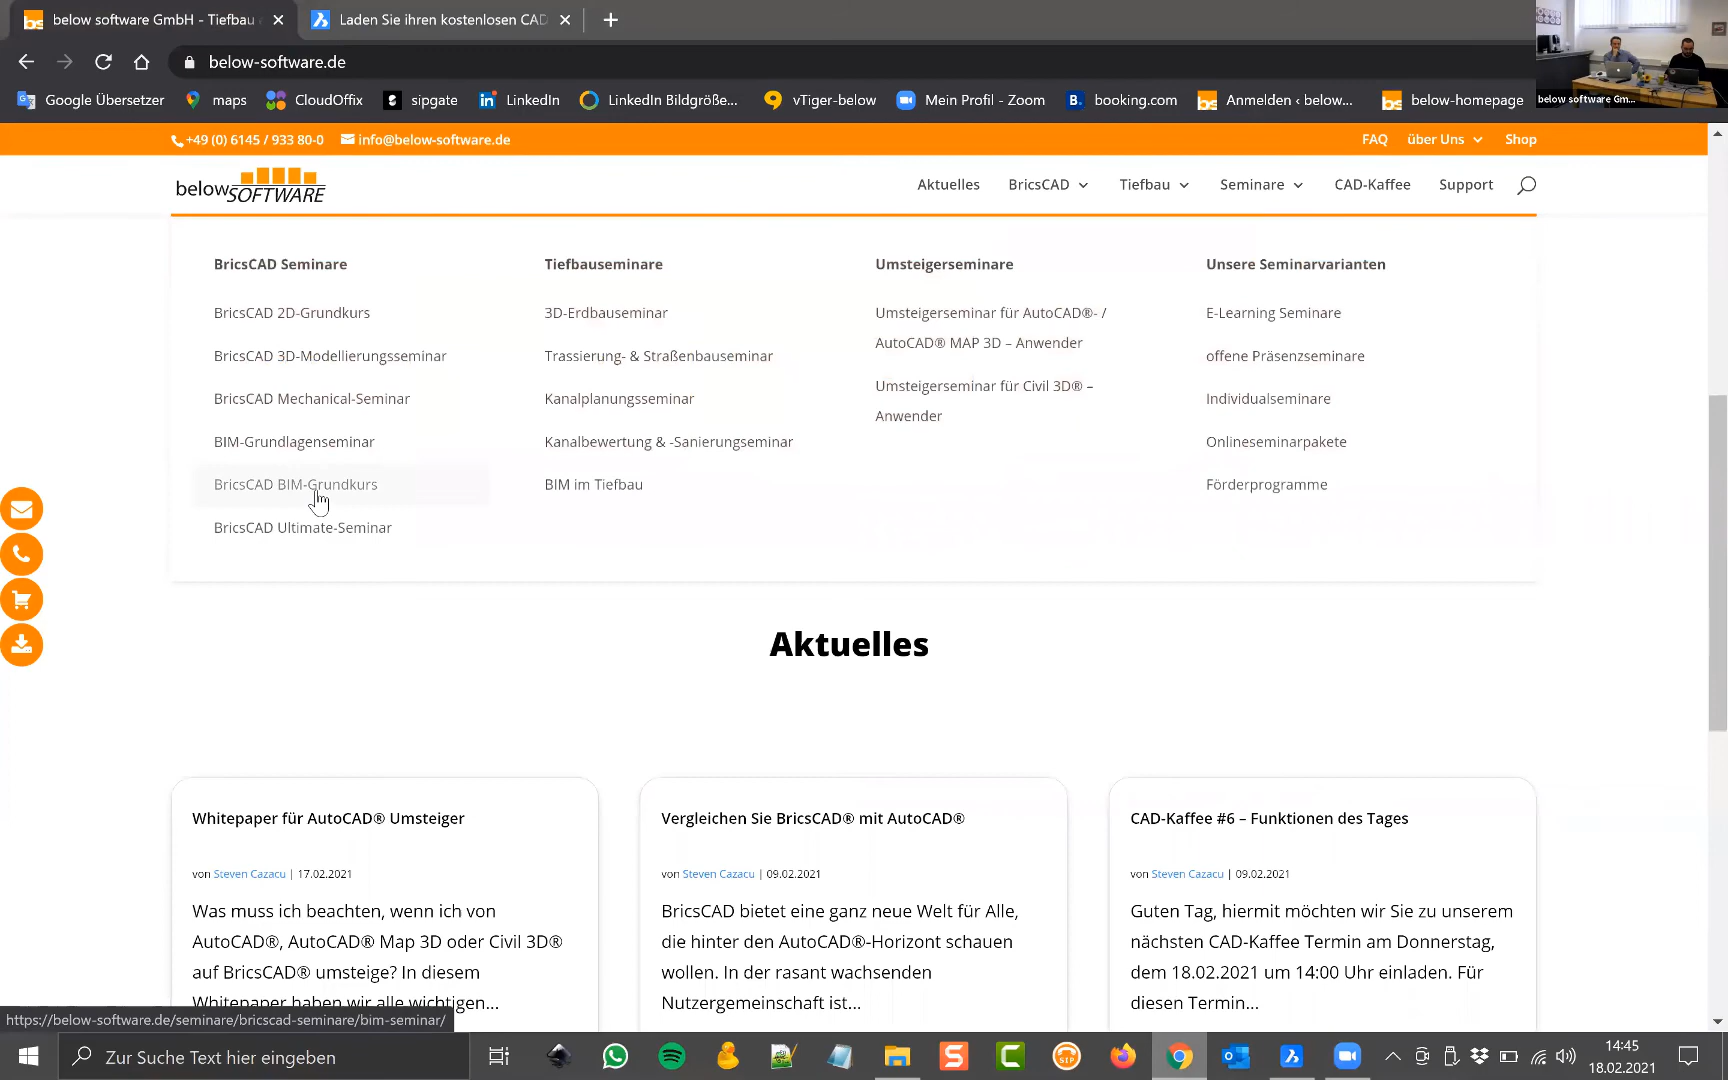 below software GmbH - Tiefbau
Laden Sie ihren kostenlosen CAD
below-software.de
Google Übersetzer
maps
CloudOffix
sipgate
LinkedIn
LinkedIn Bildgröße...
vTiger-below
Mein Profil - Zoom
booking.com
Anmeldung ‹ below...
below-homepage
below software Gm...
+49 (0) 6145 / 933 80-0
info@below-software.de
FAQ
über Uns
Shop
below SOFTWARE
Aktuelles
BricsCAD
Tiefbau
Seminare
CAD-Kaffee
Support
BricsCAD Seminare
BricsCAD 2D-Grundkurs
BricsCAD 3D-Modellierungsseminar
BricsCAD Mechanical-Seminar
BIM-Grundlagenseminar
BricsCAD BIM-Grundkurs
BricsCAD Ultimate-Seminar
Tiefbauseminare
3D-Erdbauseminar
Trassierung- & Straßenbauseminar
Kanalplanungsseminar
Kanalbewertung & -Sanierungseminar
BIM im Tiefbau
Umsteigerseminare
Umsteigerseminar für AutoCAD®- /
AutoCAD® MAP 3D – Anwender
Umsteigerseminar für Civil 3D® –
Anwender
Unsere Seminarvarianten
E-Learning Seminare
offene Präsenzseminare
Individualseminare
Onlineseminarpakete
Förderprogramme
Aktuelles
Whitepaper für AutoCAD® Umsteiger
von Steven Cazacu | 17.02.2021
Was muss ich beachten, wenn ich von
AutoCAD®, AutoCAD® Map 3D oder Civil 3D®
auf BricsCAD® umsteige? In diesem
Whitepaper haben wir alle wichtigen...
Vergleichen Sie BricsCAD® mit AutoCAD®
von Steven Cazacu | 09.02.2021
BricsCAD bietet eine ganz neue Welt für Alle,
die hinter den AutoCAD®-Horizont schauen
wollen. In der rasant wachsenden
Nutzergemeinschaft ist...
CAD-Kaffee #6 – Funktionen des Tages
von Steven Cazacu | 09.02.2021
Guten Tag, hiermit möchten wir Sie zu unserem
nächsten CAD-Kaffee Termin am Donnerstag,
dem 18.02.2021 um 14:00 Uhr einladen. Für
diesen Termin...
https://below-software.de/seminare/bricscad-seminare/bim-seminar/
Zur Suche Text hier eingeben
14:45
18.02.2021